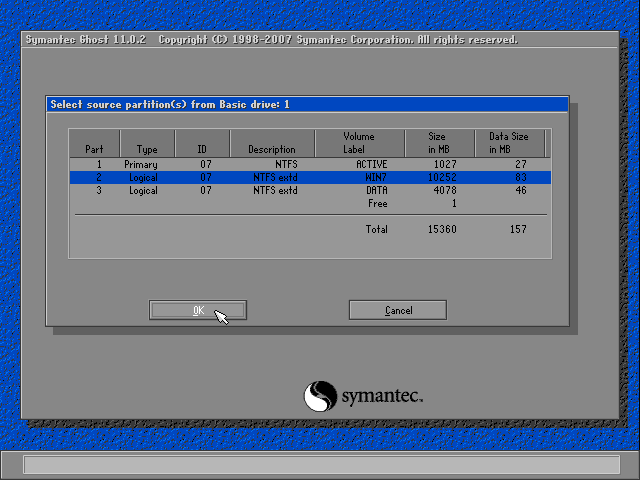 Symantec Ghost 11.0.2   Copyright (C) 1998-2007 Symantec Corporation. All rights reserved.
Select source partition(s) from Basic drive: 1
Part Type ID Description Volume Label Size in MB Data Size in MB
1 Primary 07 NTFS ACTIVE 1027 27
2 Logical 07 NTFS extd WIN7 10252 83
3 Logical 07 NTFS extd DATA 4078 46
Free 1
Total 15360 157
OK Cancel
symantec™